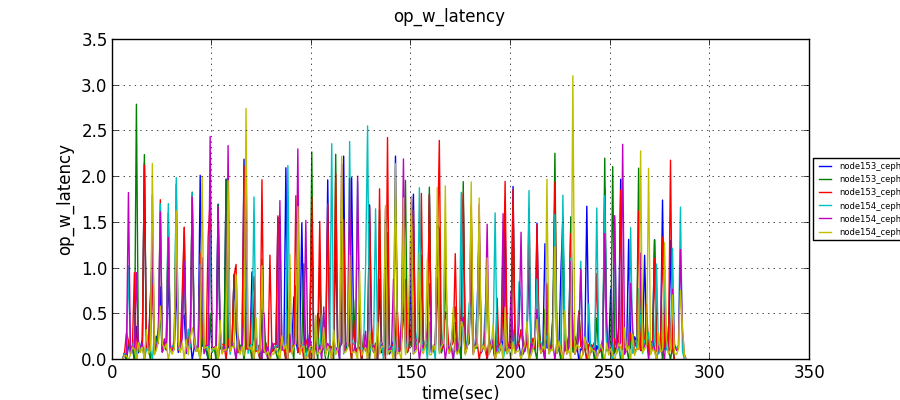 op_w_latency
3.5
3.0
2.5
2.0
1.5
1.0
0.5
0.0
op_w_latency
0
50
100
150
200
250
300
350
time(sec)
node153_ceph
node153_ceph
node153_ceph
node154_ceph
node154_ceph
node154_ceph